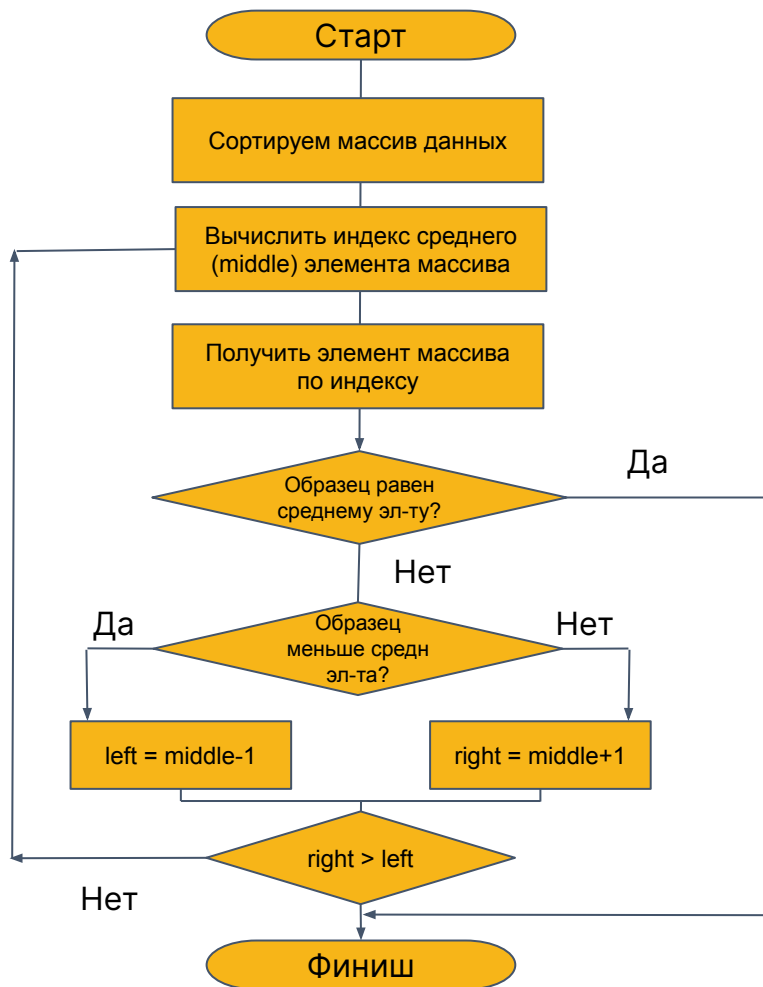 Старт
Сортируем массив данных
Вычислить индекс среднего
(middle) элемента массива
Получить элемент массива
по индексу
Образец равен
среднему эл-ту?
Да
Нет
Образец
меньше средн
эл-та?
Да
Нет
left = middle-1
right = middle+1
right > left
Нет
Финиш